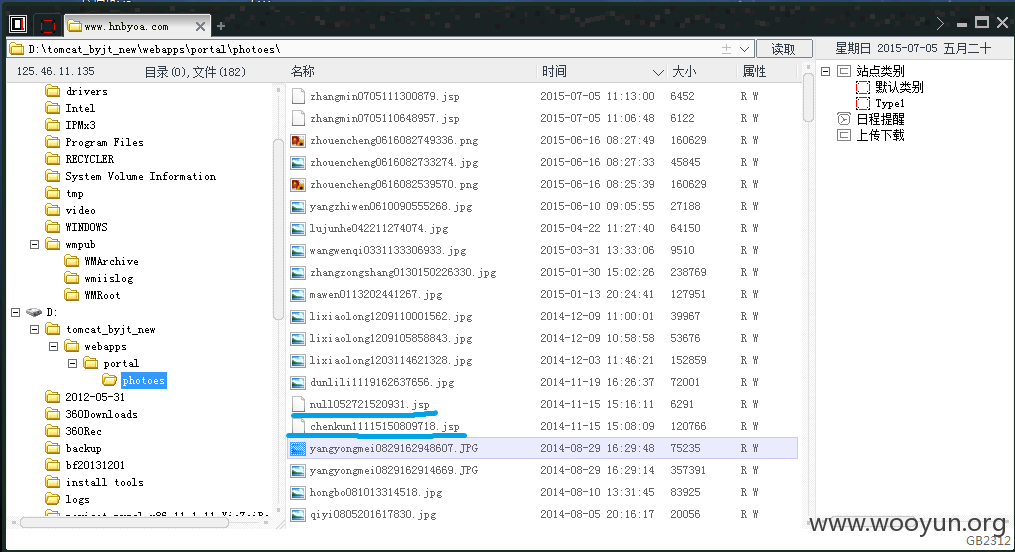 www.hnbyoa.com
D:\tomcat_byjt_new\webapps\portal\photoes\
读取
星期日 2015-07-05 五月二十
125.46.11.135 目录(0),文件(182)
名称 时间 大小 属性
drivers
Intel
IPMx3
Program Files
RECYCLER
System Volume Information
tmp
video
WINDOWS
wmpub
WMArchive
wmiislog
WMRoot
D:
tomcat_byjt_new
webapps
portal
photoes
2012-05-31
360Downloads
360Rec
backup
bf20131201
install tools
logs
zhangmin0705111300879.jsp 2015-07-05 11:13:00 6452 R W
zhangmin0705110648957.jsp 2015-07-05 11:06:48 6122 R W
zhouencheng0616082749336.png 2015-06-16 08:27:49 160629 R W
zhouencheng0616082733274.jpg 2015-06-16 08:27:33 45845 R W
zhouencheng0616082539570.png 2015-06-16 08:25:39 160629 R W
yangzhiwen0610090555268.jpg 2015-06-10 09:05:55 27188 R W
lujunhe042211274074.jpg 2015-04-22 11:27:40 64150 R W
wangwenqi0331133306933.jpg 2015-03-31 13:33:06 9510 R W
zhangzongshang0130150226330.jpg 2015-01-30 15:02:26 238769 R W
mawen0113202441267.jpg 2015-01-13 20:24:41 127951 R W
lixiaolong1209110001562.jpg 2014-12-09 11:00:01 39967 R W
lixiaolong1209105858843.jpg 2014-12-09 10:58:58 53676 R W
lixiaolong1203114621328.jpg 2014-12-03 11:46:21 152859 R W
dunlili1119162637656.jpg 2014-11-19 16:26:37 72001 R W
null052721520931.jsp 2014-11-15 15:16:11 6291 R W
chenkun11115150809718.jsp 2014-11-15 15:08:09 120766 R W
yangyongmei0829162948607.JPG 2014-08-29 16:29:48 75235 R W
yangyongmei0829162914669.JPG 2014-08-29 16:29:14 357391 R W
hongbo081013314518.jpg 2014-08-10 13:31:45 83925 R W
qiyi0805201617830.jpg 2014-08-05 20:16:17 20056 R W
站点类别
默认类别
Type1
日程提醒
上传下载
www.wooyun.org
GB2312